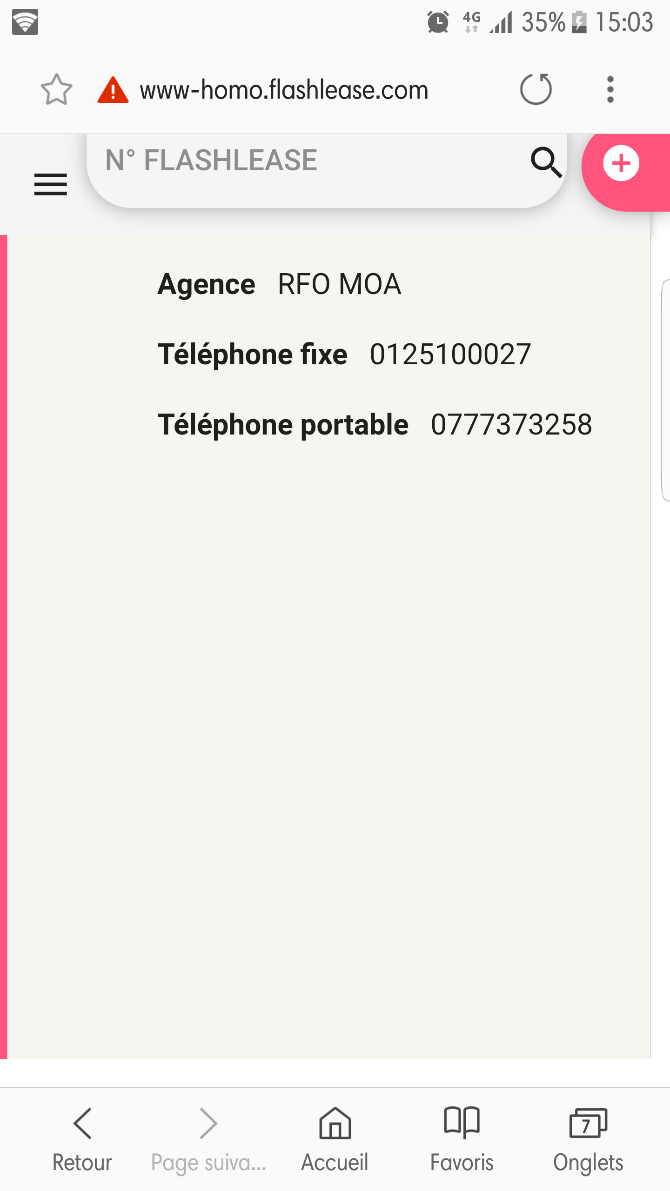 4G 35% 15:03
www-homo.flashlease.com
N° FLASHLEASE
Agence RFO MOA
Téléphone fixe 0125100027
Téléphone portable 0777373258
7
Retour Page suiva... Accueil Favoris Onglets